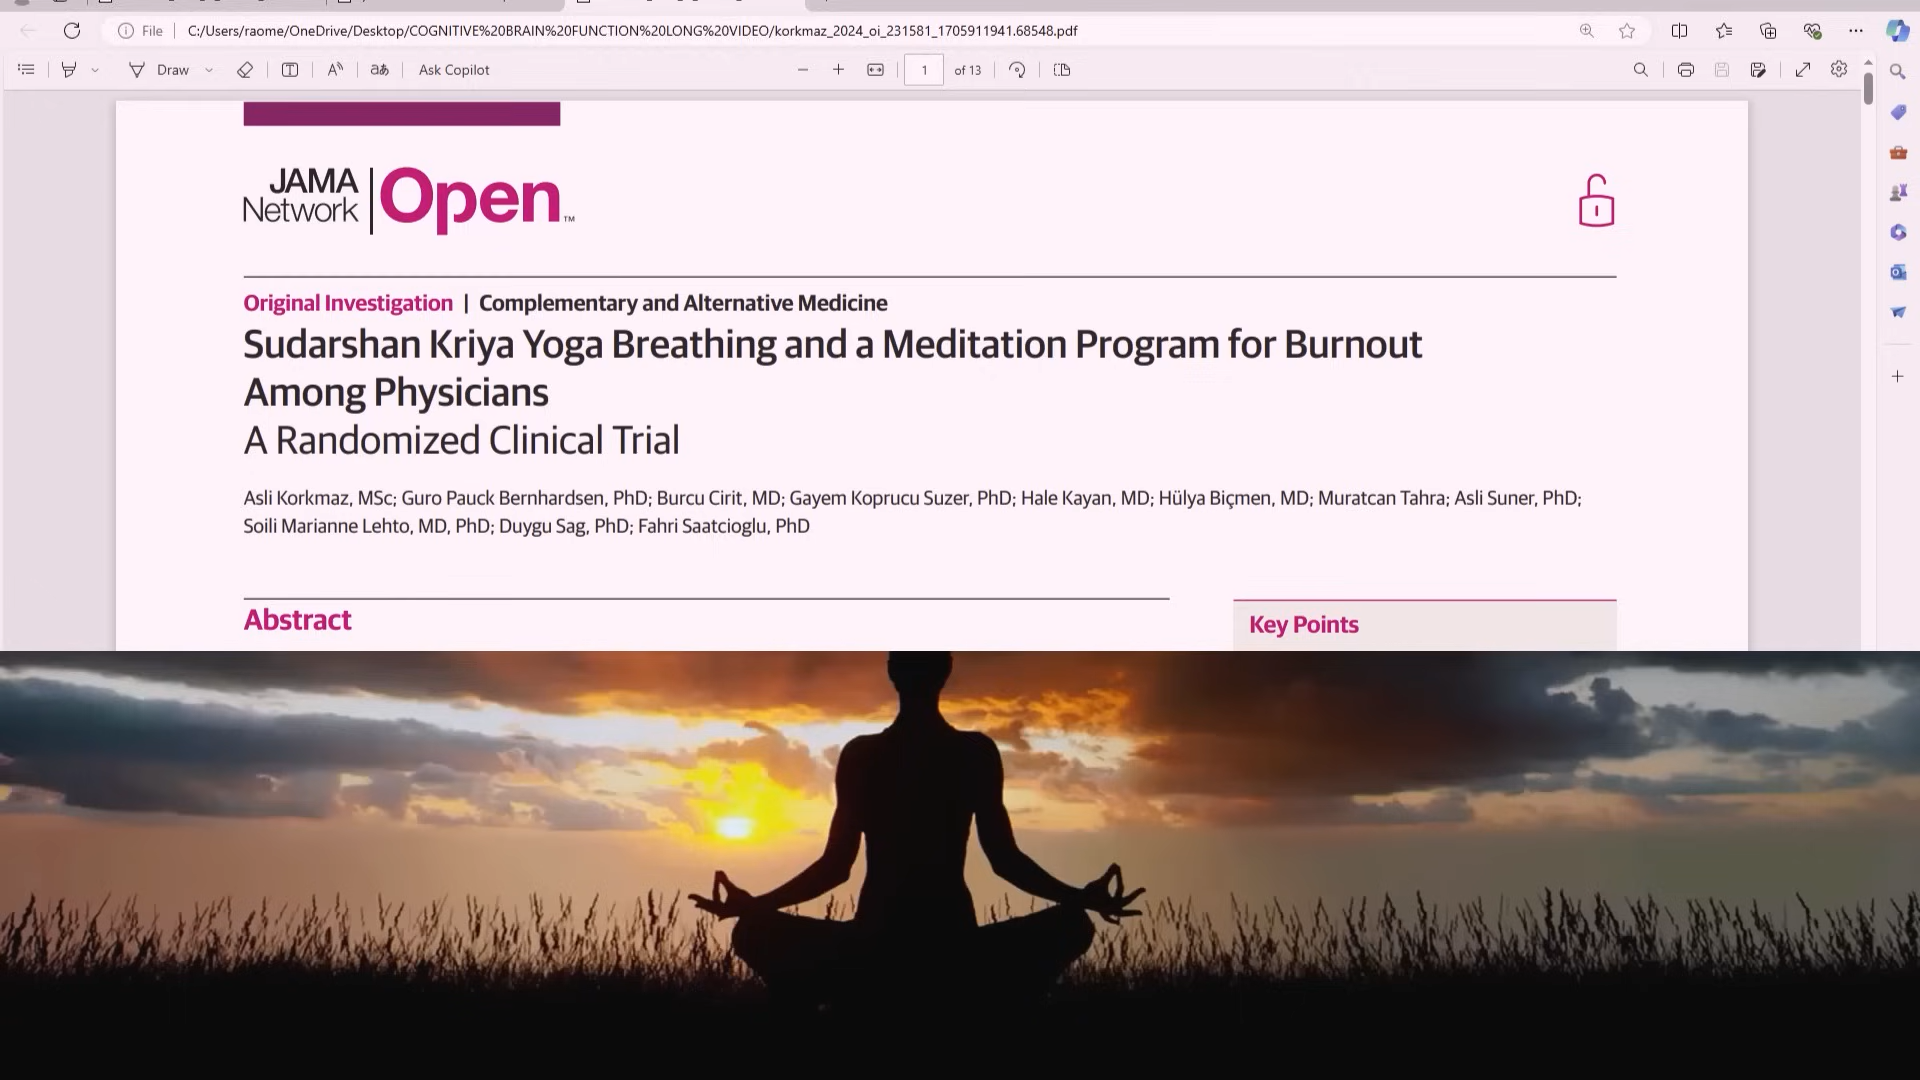 File
C:/Users/raome/OneDrive/Desktop/COGNITIVE%20BRAIN%20FUNCTION%20LONG%20VIDEO/korkmaz_2024_oi_231581_1705911941.68548.pdf
Draw
Ask Copilot
1 of 13
JAMA Network | Open™
Original Investigation | Complementary and Alternative Medicine
Sudarshan Kriya Yoga Breathing and a Meditation Program for Burnout
Among Physicians
A Randomized Clinical Trial
Asli Korkmaz, MSc; Guro Pauck Bernhardsen, PhD; Burcu Cirit, MD; Gayem Koprucu Suzer, PhD; Hale Kayan, MD; Hülya Biçmen, MD; Muratcan Tahra; Asli Suner, PhD;
Soili Marianne Lehto, MD, PhD; Duygu Sag, PhD; Fahri Saatcioglu, PhD
Abstract
Key Points